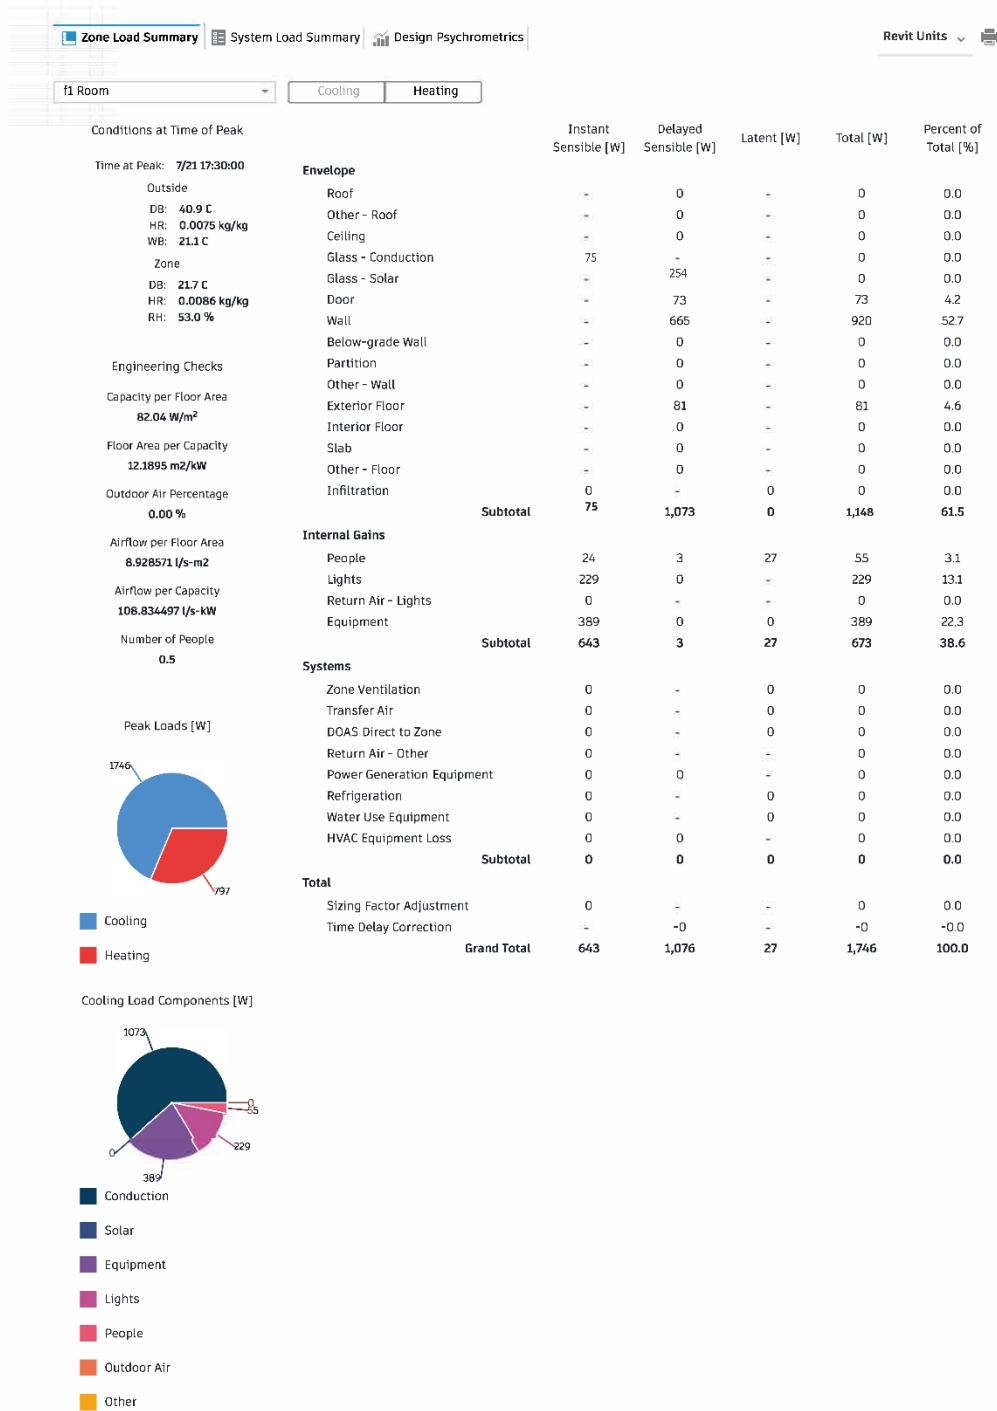 Zone Load Summary System Load Summary Design Psychrometrics Revit Units
f1 Room Cooling Heating
Conditions at Time of Peak
Time at Peak: 7/21 17:30:00
Outside
DB: 40.9 C
HR: 0.0075 kg/kg
WB: 21.1 C
Zone
DB: 21.7 C
HR: 0.0086 kg/kg
RH: 53.0 %
Engineering Checks
Capacity per Floor Area
82.04 W/m²
Floor Area per Capacity
12.1895 m2/kW
Outdoor Air Percentage
0.00 %
Airflow per Floor Area
8.928571 l/s-m2
Airflow per Capacity
108.834497 l/s-kW
Number of People
0.5
Peak Loads [W]
1746
797
Cooling
Heating
Cooling Load Components [W]
1073
0
55
229
0
389
Conduction
Solar
Equipment
Lights
People
Outdoor Air
Other
Instant Sensible [W] Delayed Sensible [W] Latent [W] Total [W] Percent of Total [%]
Envelope
Roof - 0 - 0 0.0
Other - Roof - 0 - 0 0.0
Ceiling - 0 - 0 0.0
Glass - Conduction 75 - - 0 0.0
Glass - Solar - 254 - 0 0.0
Door - 73 - 73 4.2
Wall - 665 - 920 52.7
Below-grade Wall - 0 - 0 0.0
Partition - 0 - 0 0.0
Other - Wall - 0 - 0 0.0
Exterior Floor - 81 - 81 4.6
Interior Floor - 0 - 0 0.0
Slab - 0 - 0 0.0
Other - Floor - 0 - 0 0.0
Infiltration 0 - 0 0 0.0
Subtotal 75 1,073 0 1,148 61.5
Internal Gains
People 24 3 27 55 3.1
Lights 229 0 - 229 13.1
Return Air - Lights 0 - - 0 0.0
Equipment 389 0 0 389 22.3
Subtotal 643 3 27 673 38.6
Systems
Zone Ventilation 0 - 0 0 0.0
Transfer Air 0 - 0 0 0.0
DOAS Direct to Zone 0 - 0 0 0.0
Return Air - Other 0 - - 0 0.0
Power Generation Equipment 0 0 - 0 0.0
Refrigeration 0 - 0 0 0.0
Water Use Equipment 0 - 0 0 0.0
HVAC Equipment Loss 0 0 - 0 0.0
Subtotal 0 0 0 0 0.0
Total
Sizing Factor Adjustment 0 - - 0 0.0
Time Delay Correction - -0 - -0 -0.0
Grand Total 643 1,076 27 1,746 100.0